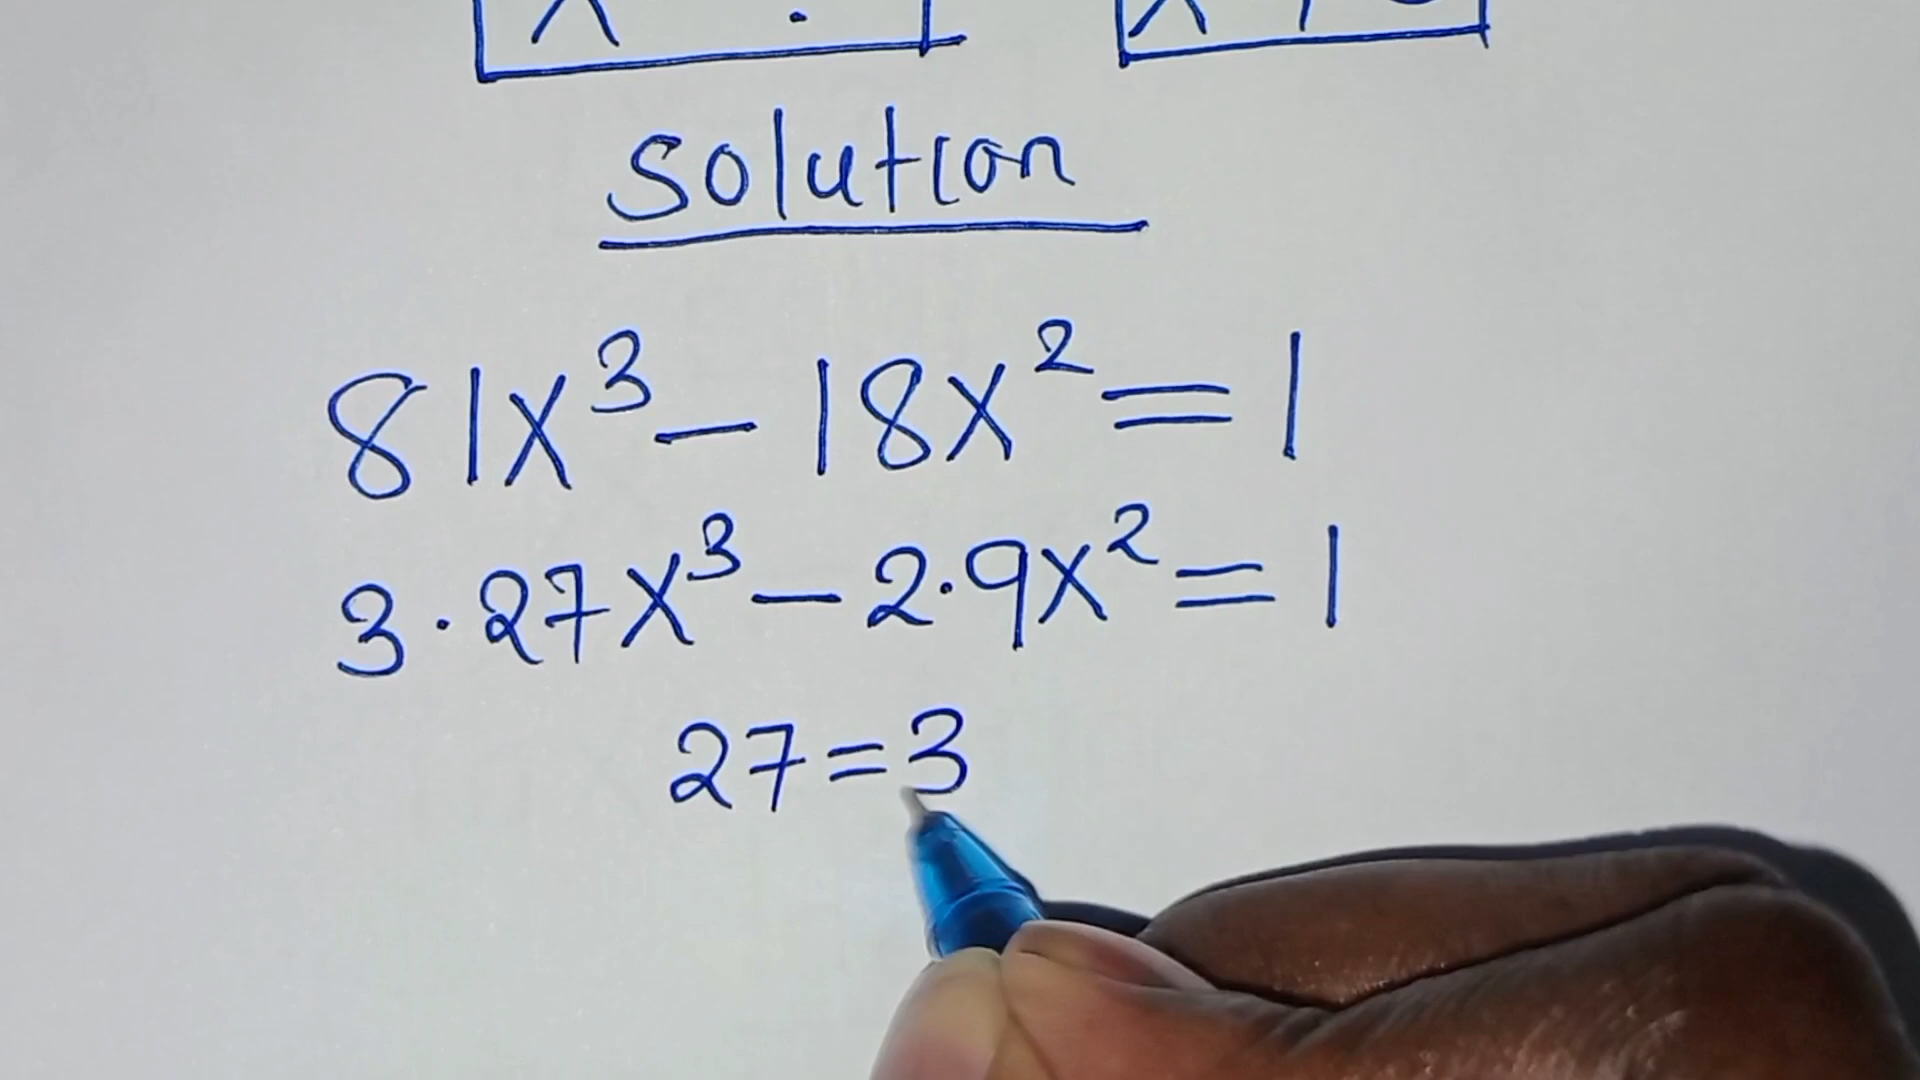 Solution
81x³ − 18x² = 1
3·27x³ − 2·9x² = 1
27 = 3